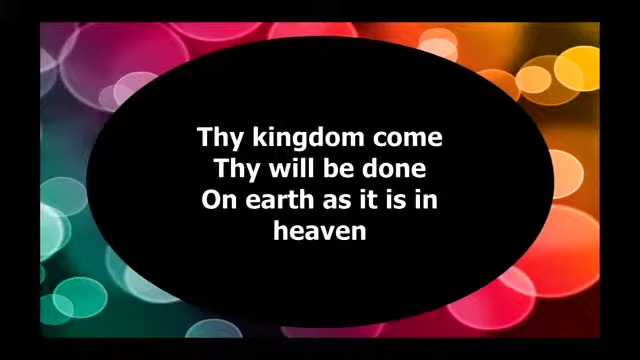 Thy kingdom come
Thy will be done
On earth as it is in
heaven